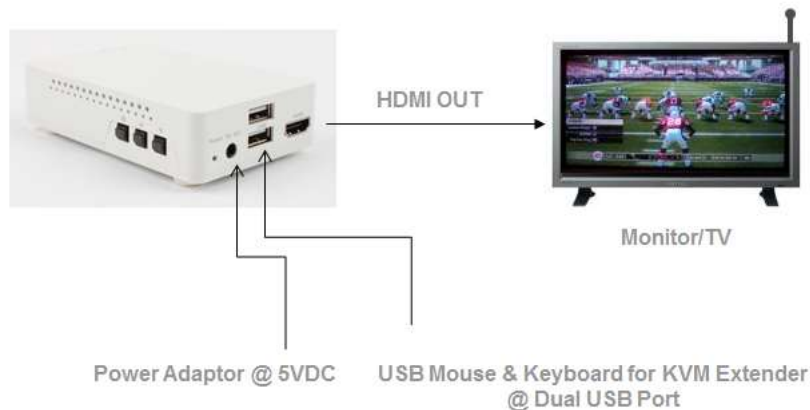 HDMI OUT
Monitor/TV
Power Adaptor @ 5VDC
USB Mouse & Keyboard for KVM Extender
@ Dual USB Port